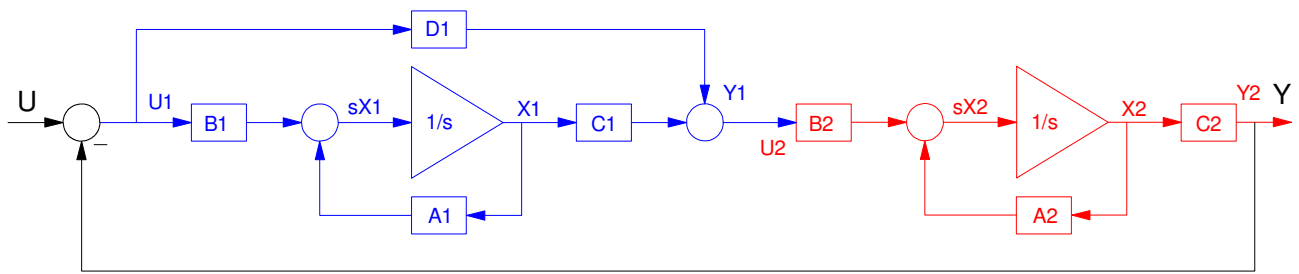 D1
U
U1
B1
sX1
1/s
X1
C1
Y1
U2
B2
sX2
1/s
X2
C2
Y2
Y
–
A1
A2